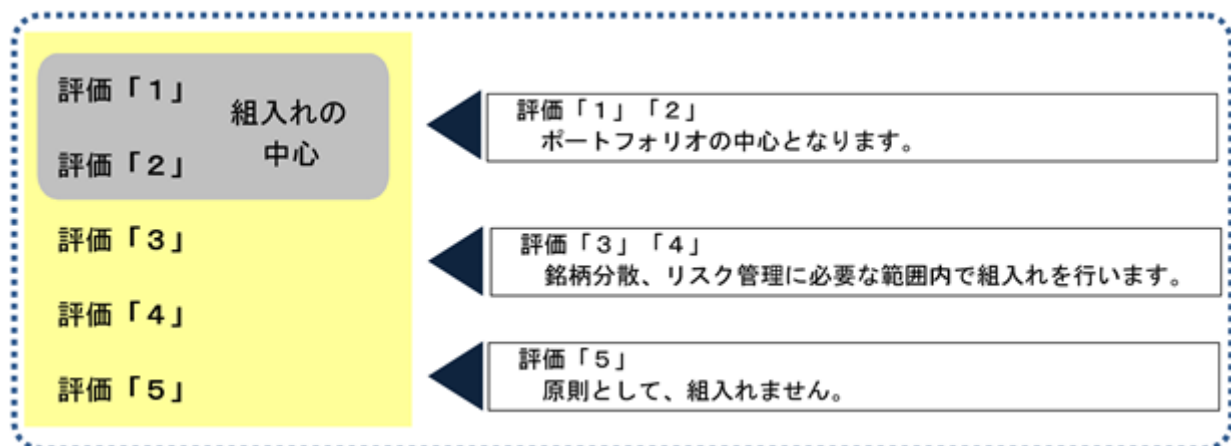 評価「１」
評価「２」
組入れの
中心
評価「３」
評価「４」
評価「５」
評価「１」「２」
ポートフォリオの中心となります。
評価「３」「４」
銘柄分散、リスク管理に必要な範囲内で組入れを行います。
評価「５」
原則として、組入れません。